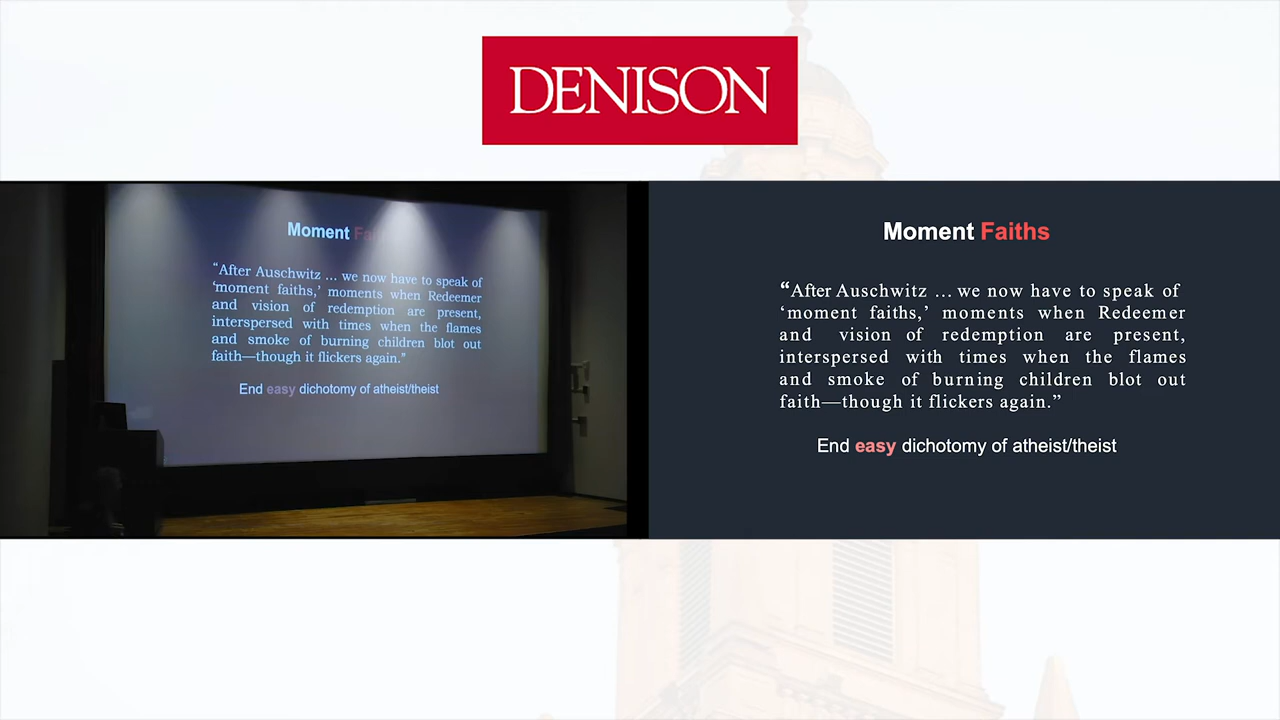 DENISON
Moment Fai
“After Auschwitz ... we now have to speak of
‘moment faiths,’ moments when Redeemer
and vision of redemption are present,
interspersed with times when the flames
and smoke of burning children blot out
faith—though it flickers again.”
End easy dichotomy of atheist/theist
Moment Faiths
“After Auschwitz ... we now have to speak of
‘moment faiths,’ moments when Redeemer
and vision of redemption are present,
interspersed with times when the flames
and smoke of burning children blot out
faith—though it flickers again.”
End easy dichotomy of atheist/theist